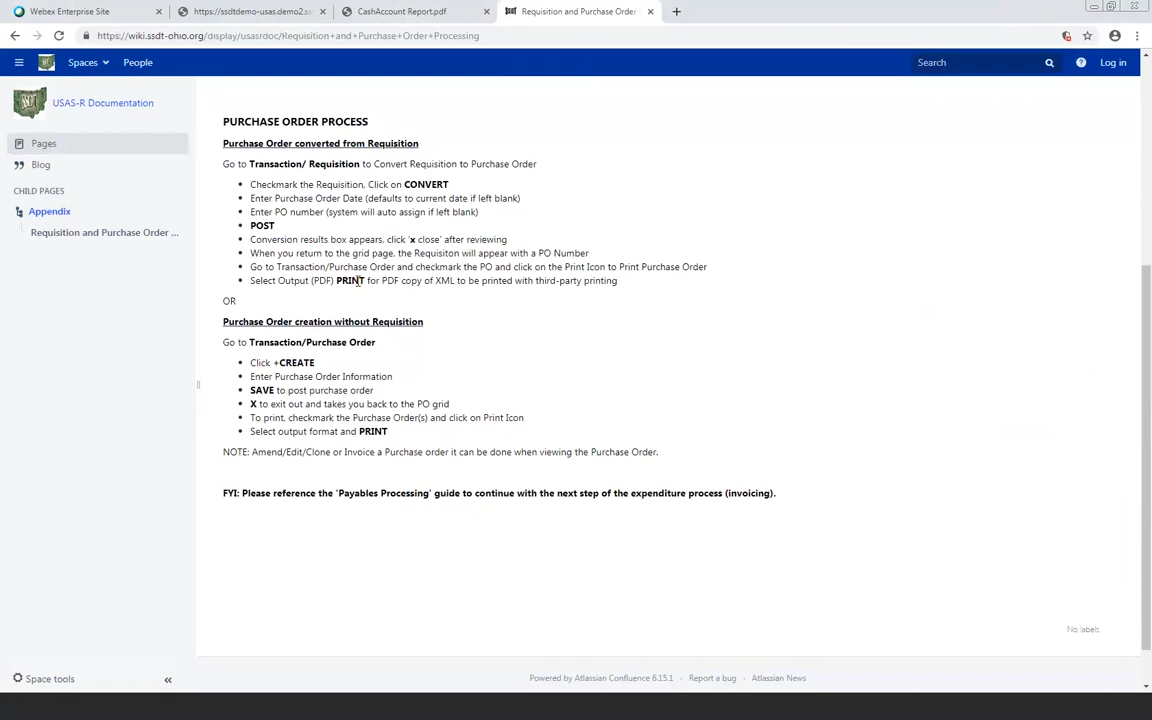 Webex Enterprise Site
https://ssdtdemo-usas.demo2.ss
CashAccount Report.pdf
Requisition and Purchase Order
https://wiki.ssdt-ohio.org/display/usasrdoc/Requisition+and+Purchase+Order+Processing
Spaces
People
Search
Log in
USAS-R Documentation
Pages
Blog
CHILD PAGES
Appendix
Requisition and Purchase Order ...
PURCHASE ORDER PROCESS
Purchase Order converted from Requisition
Go to Transaction/ Requisition to Convert Requisition to Purchase Order
• Checkmark the Requisition, Click on CONVERT
• Enter Purchase Order Date (defaults to current date if left blank)
• Enter PO number (system will auto assign if left blank)
• POST
• Conversion results box appears, click 'x close' after reviewing
• When you return to the grid page, the Requisiton will appear with a PO Number
• Go to Transaction/Purchase Order and checkmark the PO and click on the Print Icon to Print Purchase Order
• Select Output (PDF) PRINT for PDF copy of XML to be printed with third-party printing
OR
Purchase Order creation without Requisition
Go to Transaction/Purchase Order
• Click +CREATE
• Enter Purchase Order Information
• SAVE to post purchase order
• X to exit out and takes you back to the PO grid
• To print, checkmark the Purchase Order(s) and click on Print Icon
• Select output format and PRINT
NOTE: Amend/Edit/Clone or Invoice a Purchase order it can be done when viewing the Purchase Order.
FYI: Please reference the 'Payables Processing' guide to continue with the next step of the expenditure process (invoicing).
No labels
Space tools
Powered by Atlassian Confluence 6.15.1 • Report a bug • Atlassian News